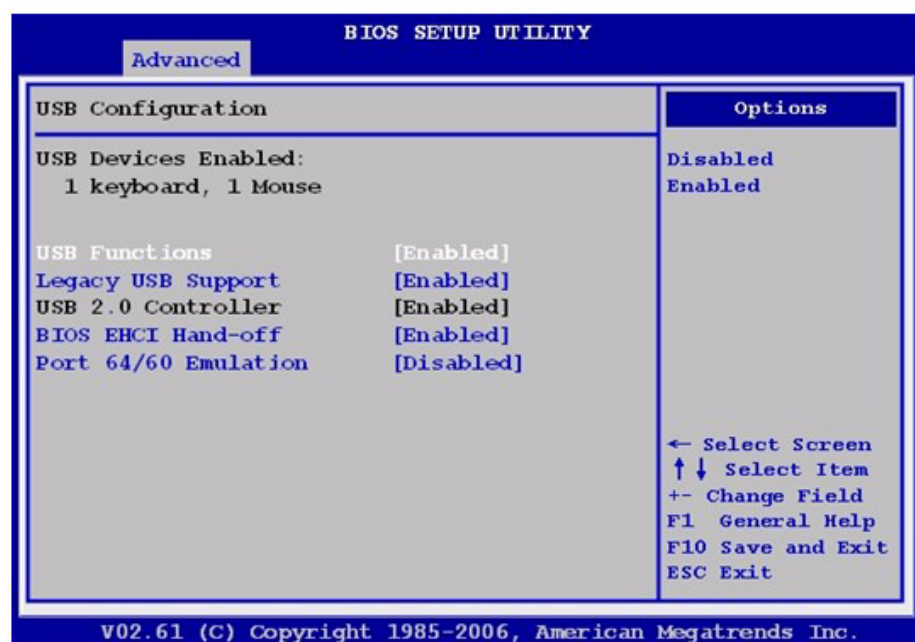 BIOS SETUP UTILITY
Advanced
USB Configuration
USB Devices Enabled:
1 keyboard, 1 Mouse
USB Functions [Enabled]
Legacy USB Support [Enabled]
USB 2.0 Controller [Enabled]
BIOS EHCI Hand-off [Enabled]
Port 64/60 Emulation [Disabled]
Options
Disabled
Enabled
← Select Screen
↑↓ Select Item
+- Change Field
F1 General Help
F10 Save and Exit
ESC Exit
V02.61 (C) Copyright 1985-2006, American Megatrends Inc.